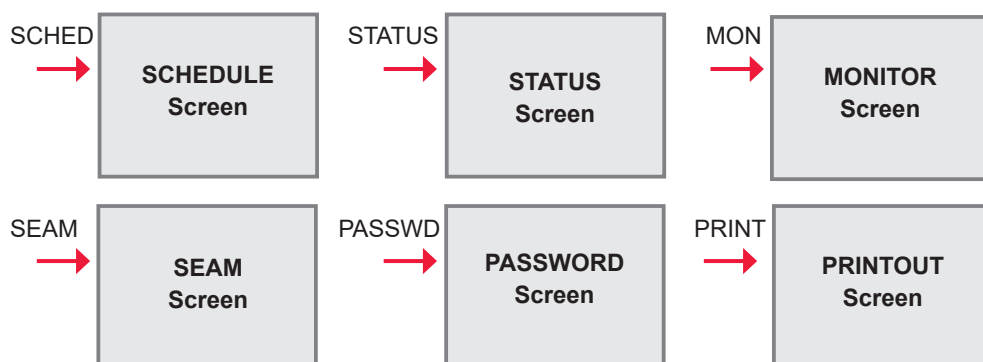 SCHED
SCHEDULE
Screen
STATUS
STATUS
Screen
MON
MONITOR
Screen
SEAM
SEAM
Screen
PASSWD
PASSWORD
Screen
PRINT
PRINTOUT
Screen